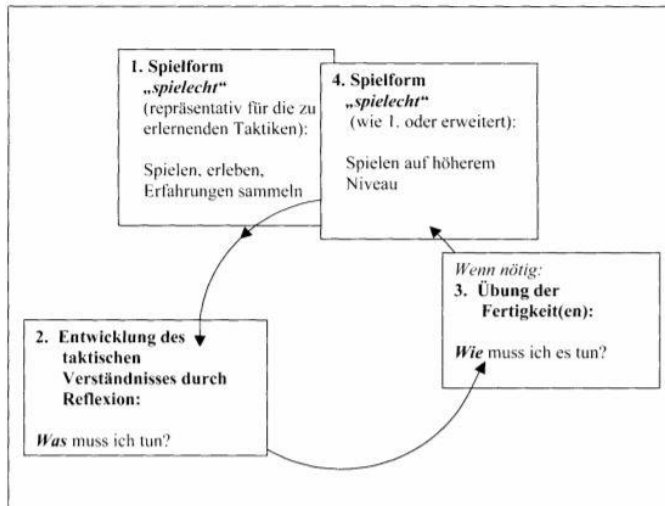 1. Spielform
„spielecht“
(repräsentativ für die zu
erlernenden Taktiken):
Spielen, erleben,
Erfahrungen sammeln
4. Spielform
„spielecht“
(wie 1. oder erweitert):
Spielen auf höherem
Niveau
2. Entwicklung des
taktischen
Verständnisses durch
Reflexion:
Was muss ich tun?
Wenn nötig:
3. Übung der
Fertigkeit(en):
Wie muss ich es tun?